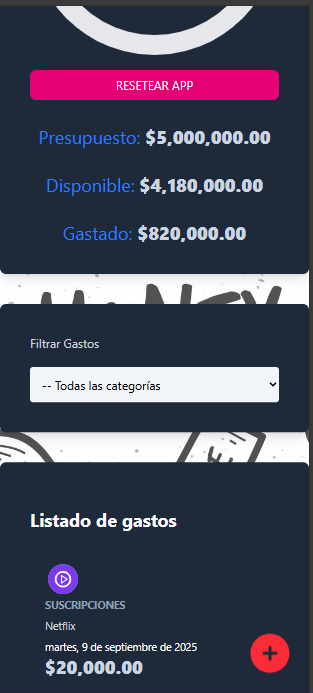 RESETEAR APP
Presupuesto: $5,000,000.00
Disponible: $4,180,000.00
Gastado: $820,000.00
Filtrar Gastos
-- Todas las categorías
Listado de gastos
SUSCRIPCIONES
Netflix
martes, 9 de septiembre de 2025
$20,000.00
+